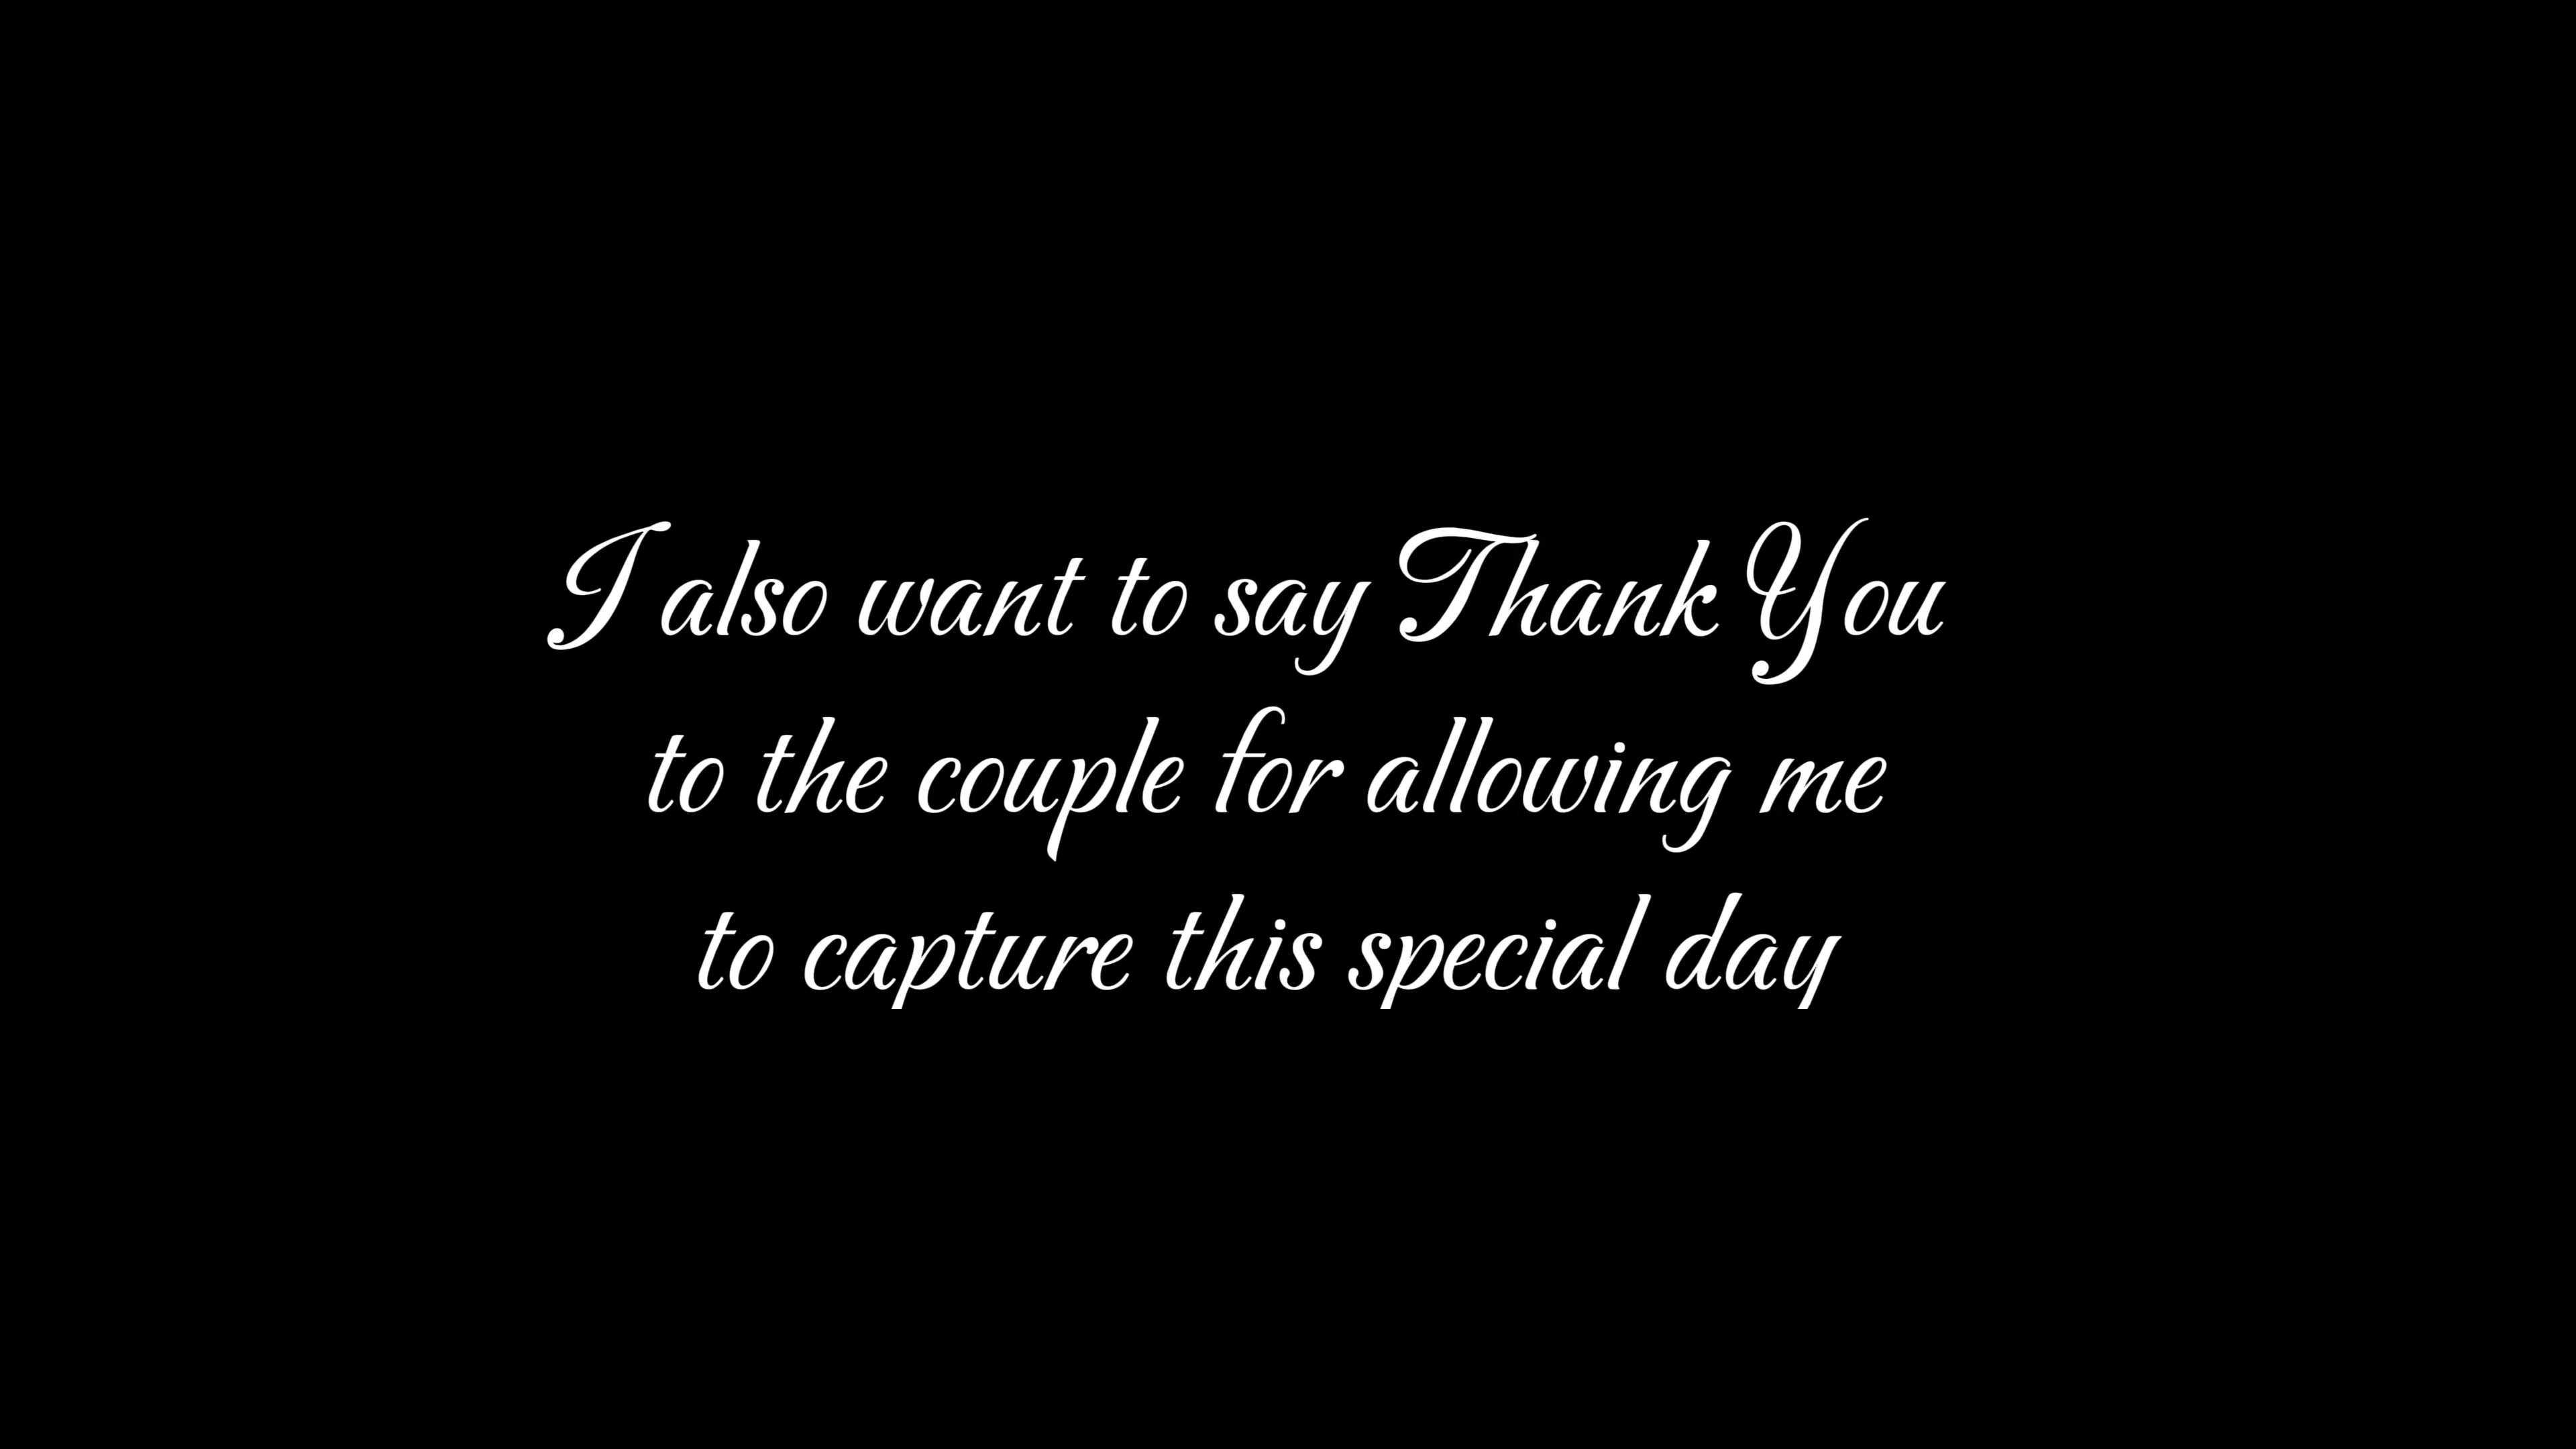 I also want to say Thank You
to the couple for allowing me
to capture this special day